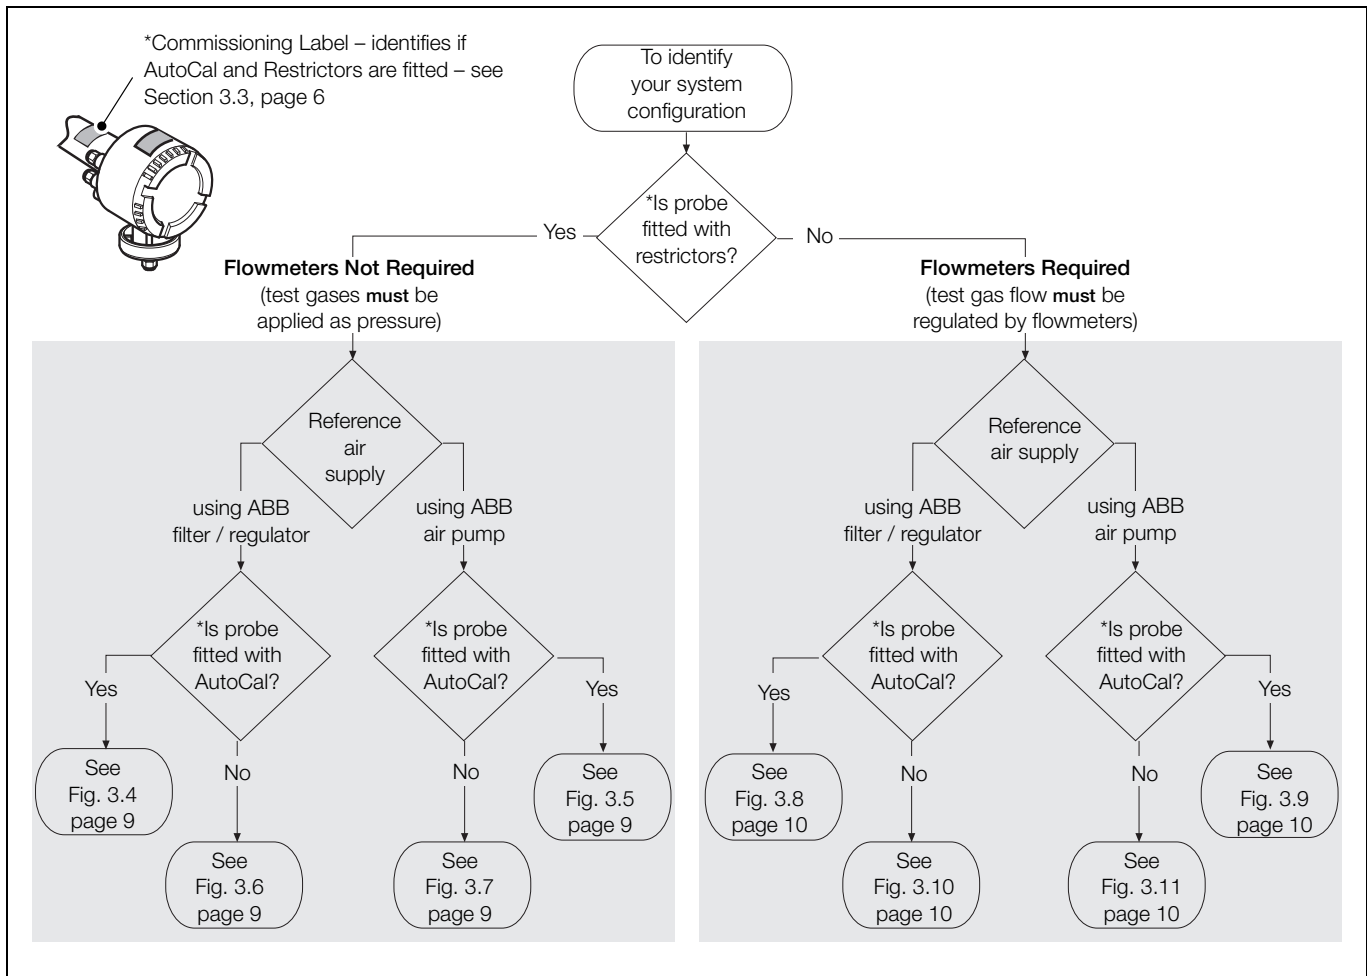 *Commissioning Label – identifies if
AutoCal and Restrictors are fitted – see
Section 3.3, page 6
To identify
your system
configuration
*Is probe
fitted with
restrictors?
Yes
No
Flowmeters Not Required
(test gases must be
applied as pressure)
Flowmeters Required
(test gas flow must be
regulated by flowmeters)
Reference
air
supply
using ABB
filter / regulator
using ABB
air pump
*Is probe
fitted with
AutoCal?
*Is probe
fitted with
AutoCal?
Yes
No
No
Yes
See
Fig. 3.4
page 9
See
Fig. 3.6
page 9
See
Fig. 3.7
page 9
See
Fig. 3.5
page 9
Reference
air supply
using ABB
filter / regulator
using ABB
air pump
*Is probe
fitted with
AutoCal?
*Is probe
fitted with
AutoCal?
Yes
No
No
Yes
See
Fig. 3.8
page 10
See
Fig. 3.10
page 10
See
Fig. 3.11
page 10
See
Fig. 3.9
page 10